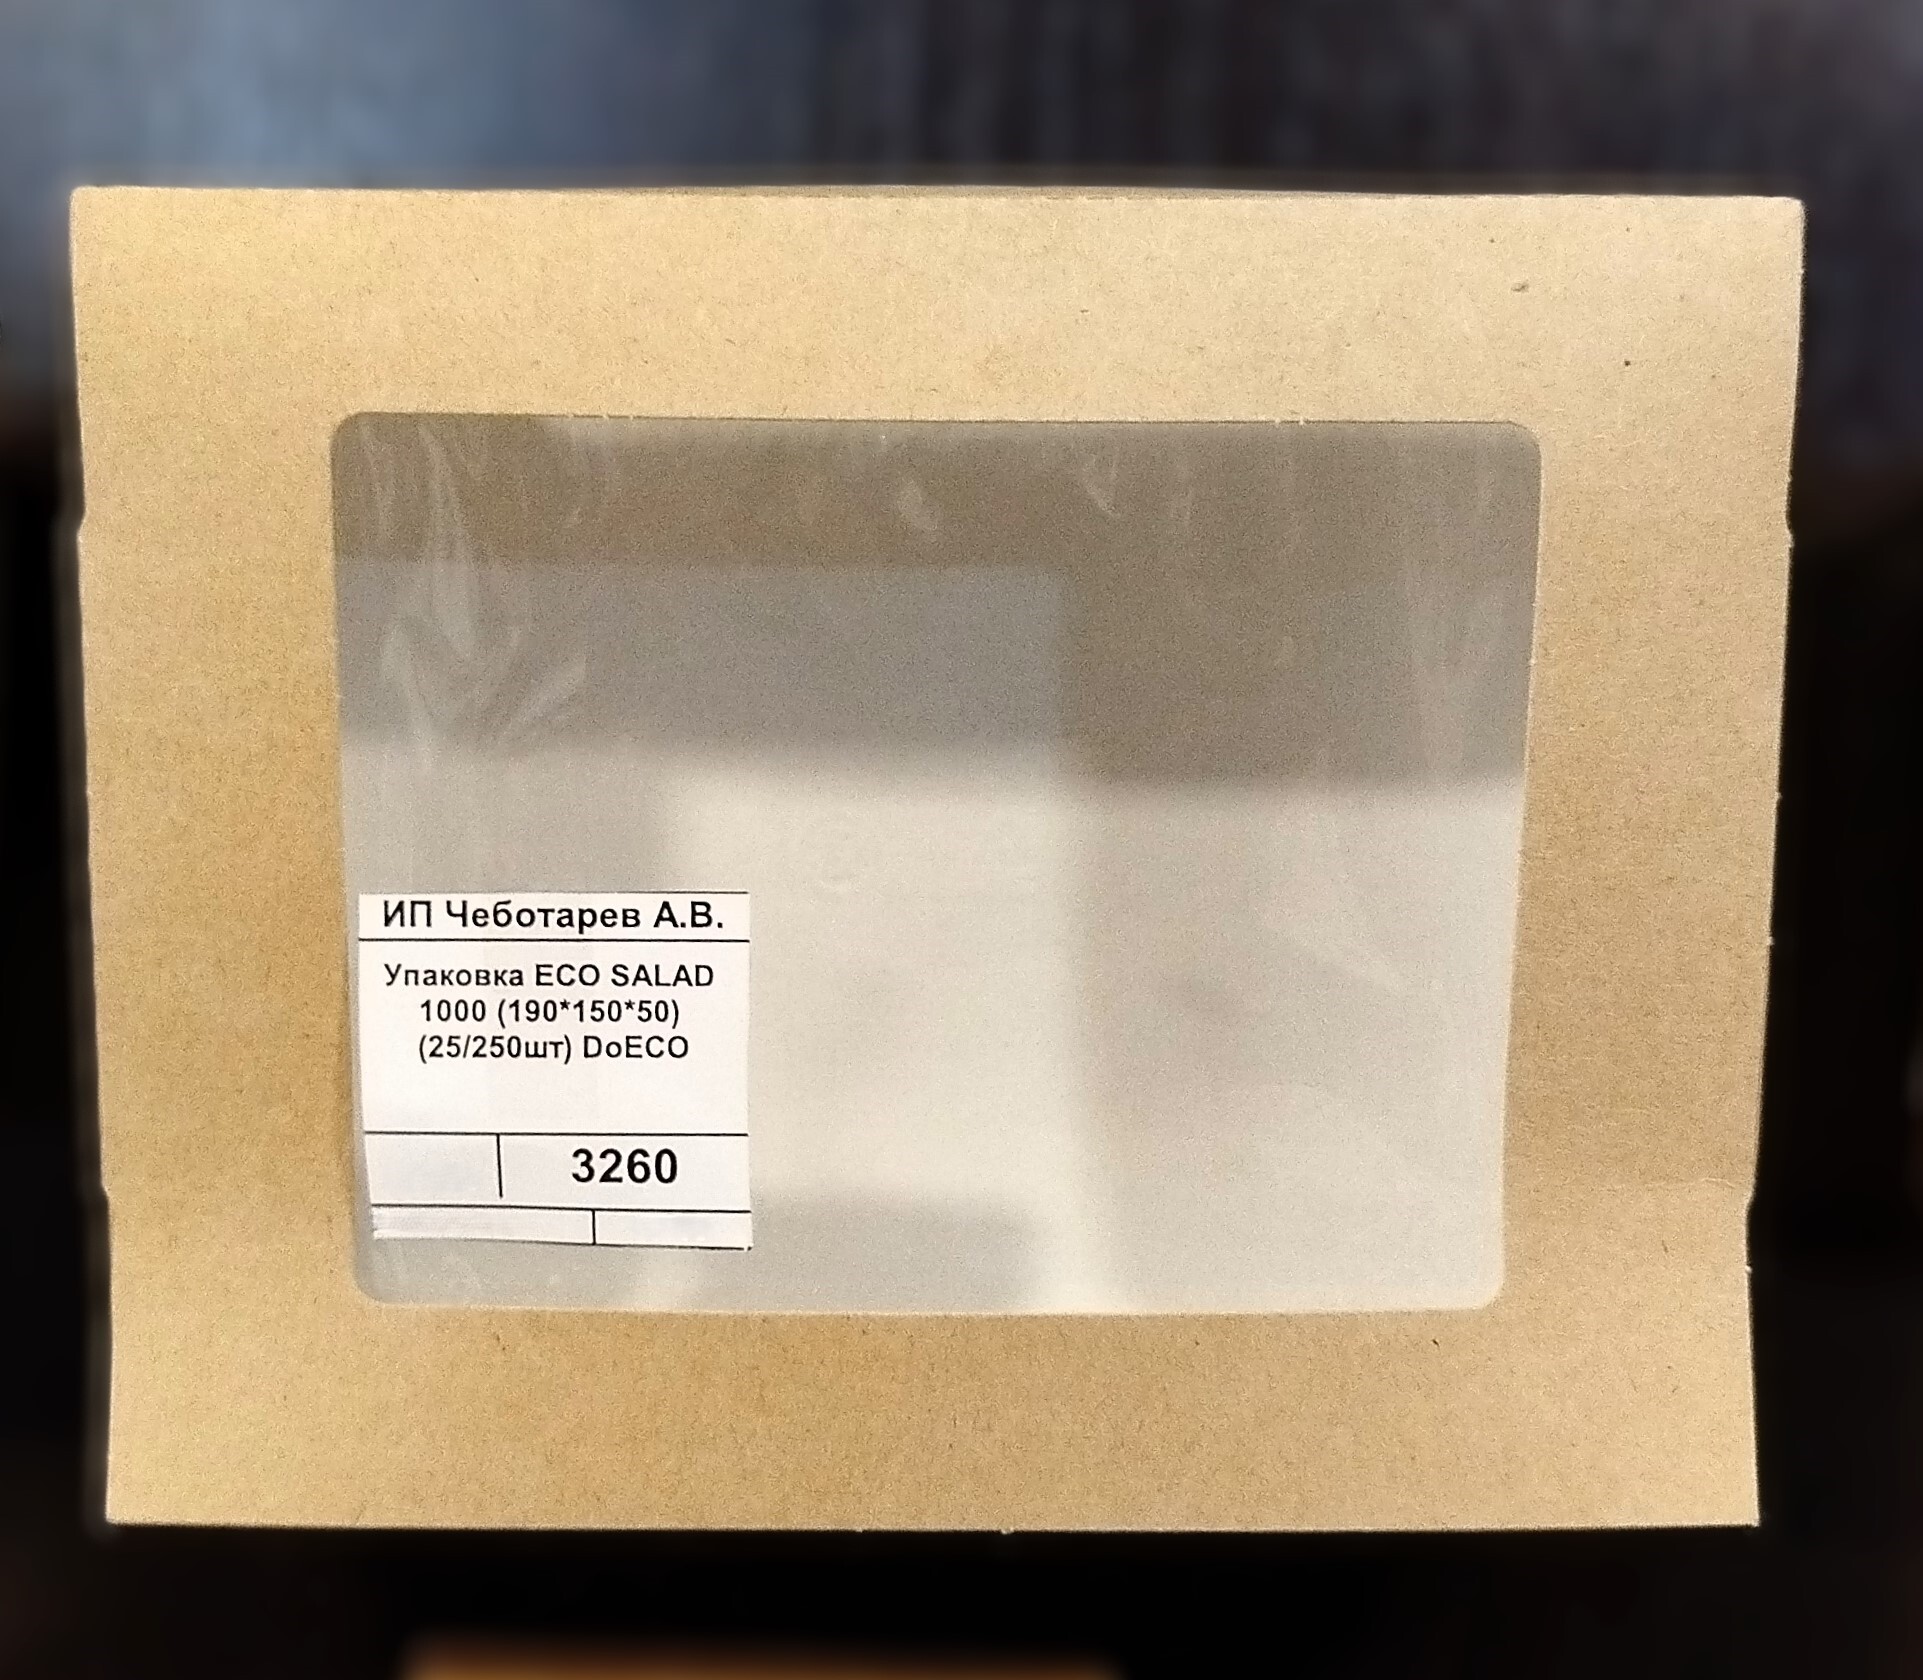 ИП Чеботарев А.В.
Упаковка ECO SALAD
1000 (190*150*50)
(25/250шт) DoECO
3260